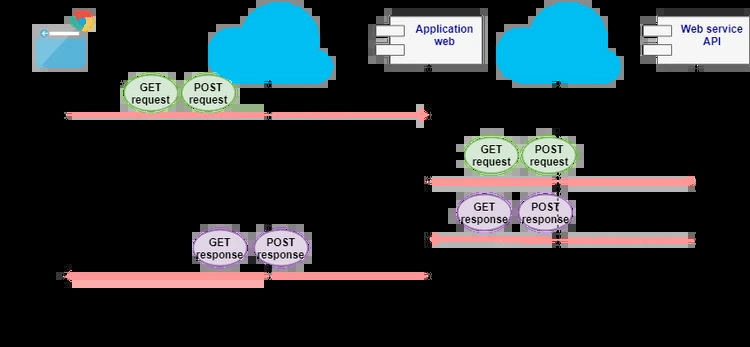 Application
web
Web service
API
GET
request
POST
request
GET
request
POST
request
GET
response
POST
response
GET
response
POST
response